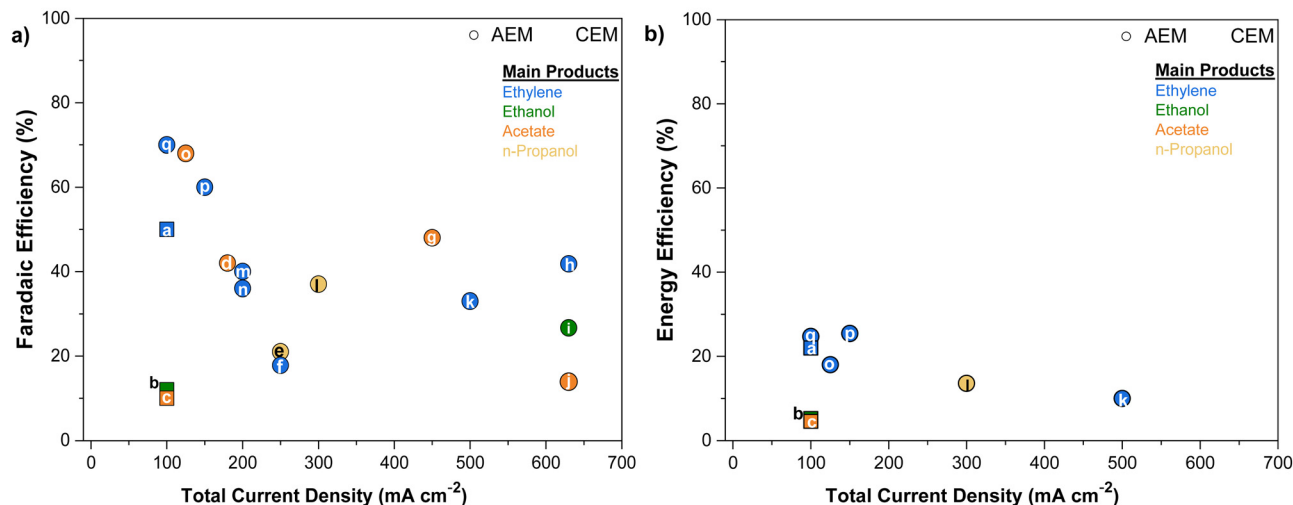 a)
AEM CEM
Main Products
Ethylene
Ethanol
Acetate
n-Propanol
Faradaic Efficiency (%)
100
80
60
40
20
0
q
o
p
a
d
m
n
l
g
h
k
i
e
f
j
b
c
0 100 200 300 400 500 600 700
Total Current Density (mA cm⁻²)
b)
AEM CEM
Main Products
Ethylene
Ethanol
Acetate
n-Propanol
Energy Efficiency (%)
100
80
60
40
20
0
q
p
a
o
l
k
b
c
0 100 200 300 400 500 600 700
Total Current Density (mA cm⁻²)